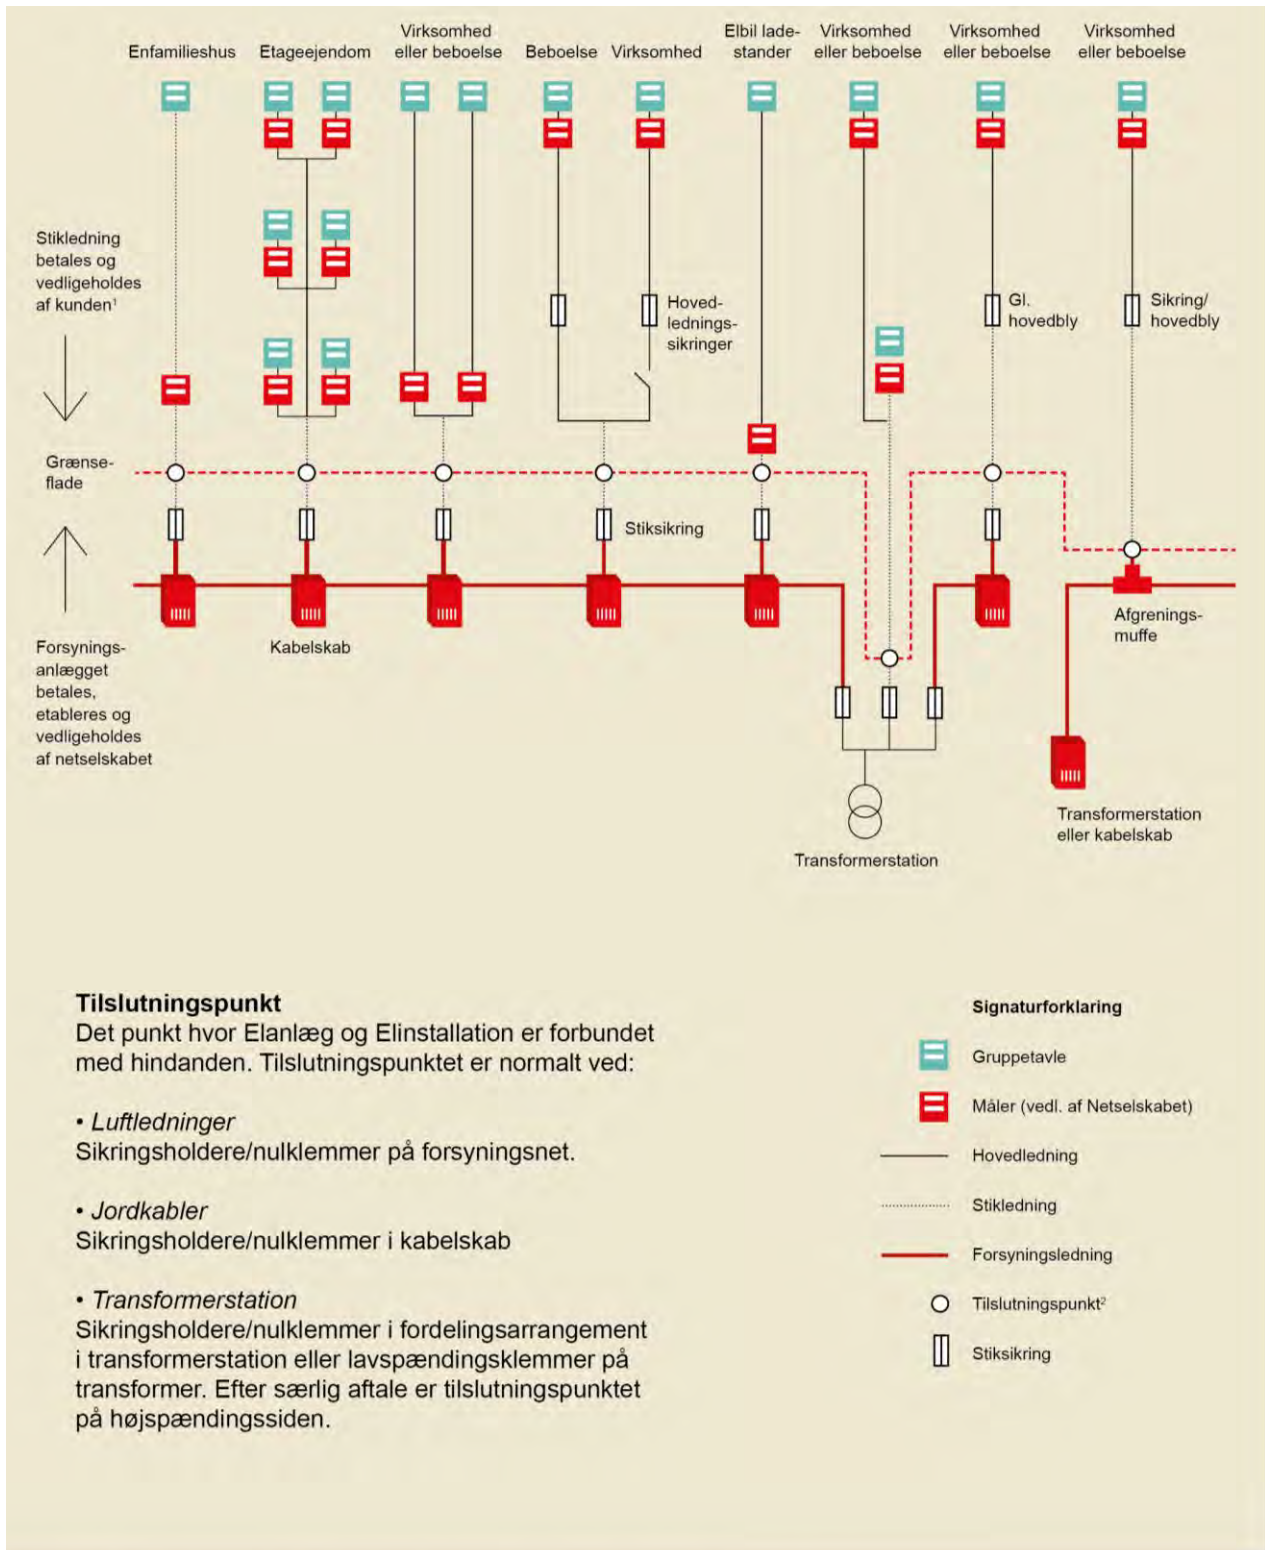 Enfamilieshus
Etageejendom
Virksomhed
eller beboelse
Beboelse
Virksomhed
Elbil lade-
stander
Virksomhed
eller beboelse
Virksomhed
eller beboelse
Virksomhed
eller beboelse
Stikledning
betales og
vedligeholdes
af kunden¹
Hoved-
lednings-
sikringer
Gl.
hovedbly
Sikring/
hovedbly
Grænse-
flade
Stiksikring
Forsynings-
anlægget
betales,
etableres og
vedligeholdes
af netselskabet
Kabelskab
Afgrenings-
muffe
Transformerstation
eller kabelskab
Transformerstation
Tilslutningspunkt
Det punkt hvor Elanlæg og Elinstallation er forbundet
med hindanden. Tilslutningspunktet er normalt ved:
• Luftledninger
Sikringsholdere/nulklemmer på forsyningsnet.
• Jordkabler
Sikringsholdere/nulklemmer i kabelskab
• Transformerstation
Sikringsholdere/nulklemmer i fordelingsarrangement
i transformerstation eller lavspændingsklemmer på
transformer. Efter særlig aftale er tilslutningspunktet
på højspændingssiden.
Signaturforklaring
Gruppetavle
Måler (vedl. af Netselskabet)
Hovedledning
Stikledning
Forsyningsledning
Tilslutningspunkt²
Stiksikring